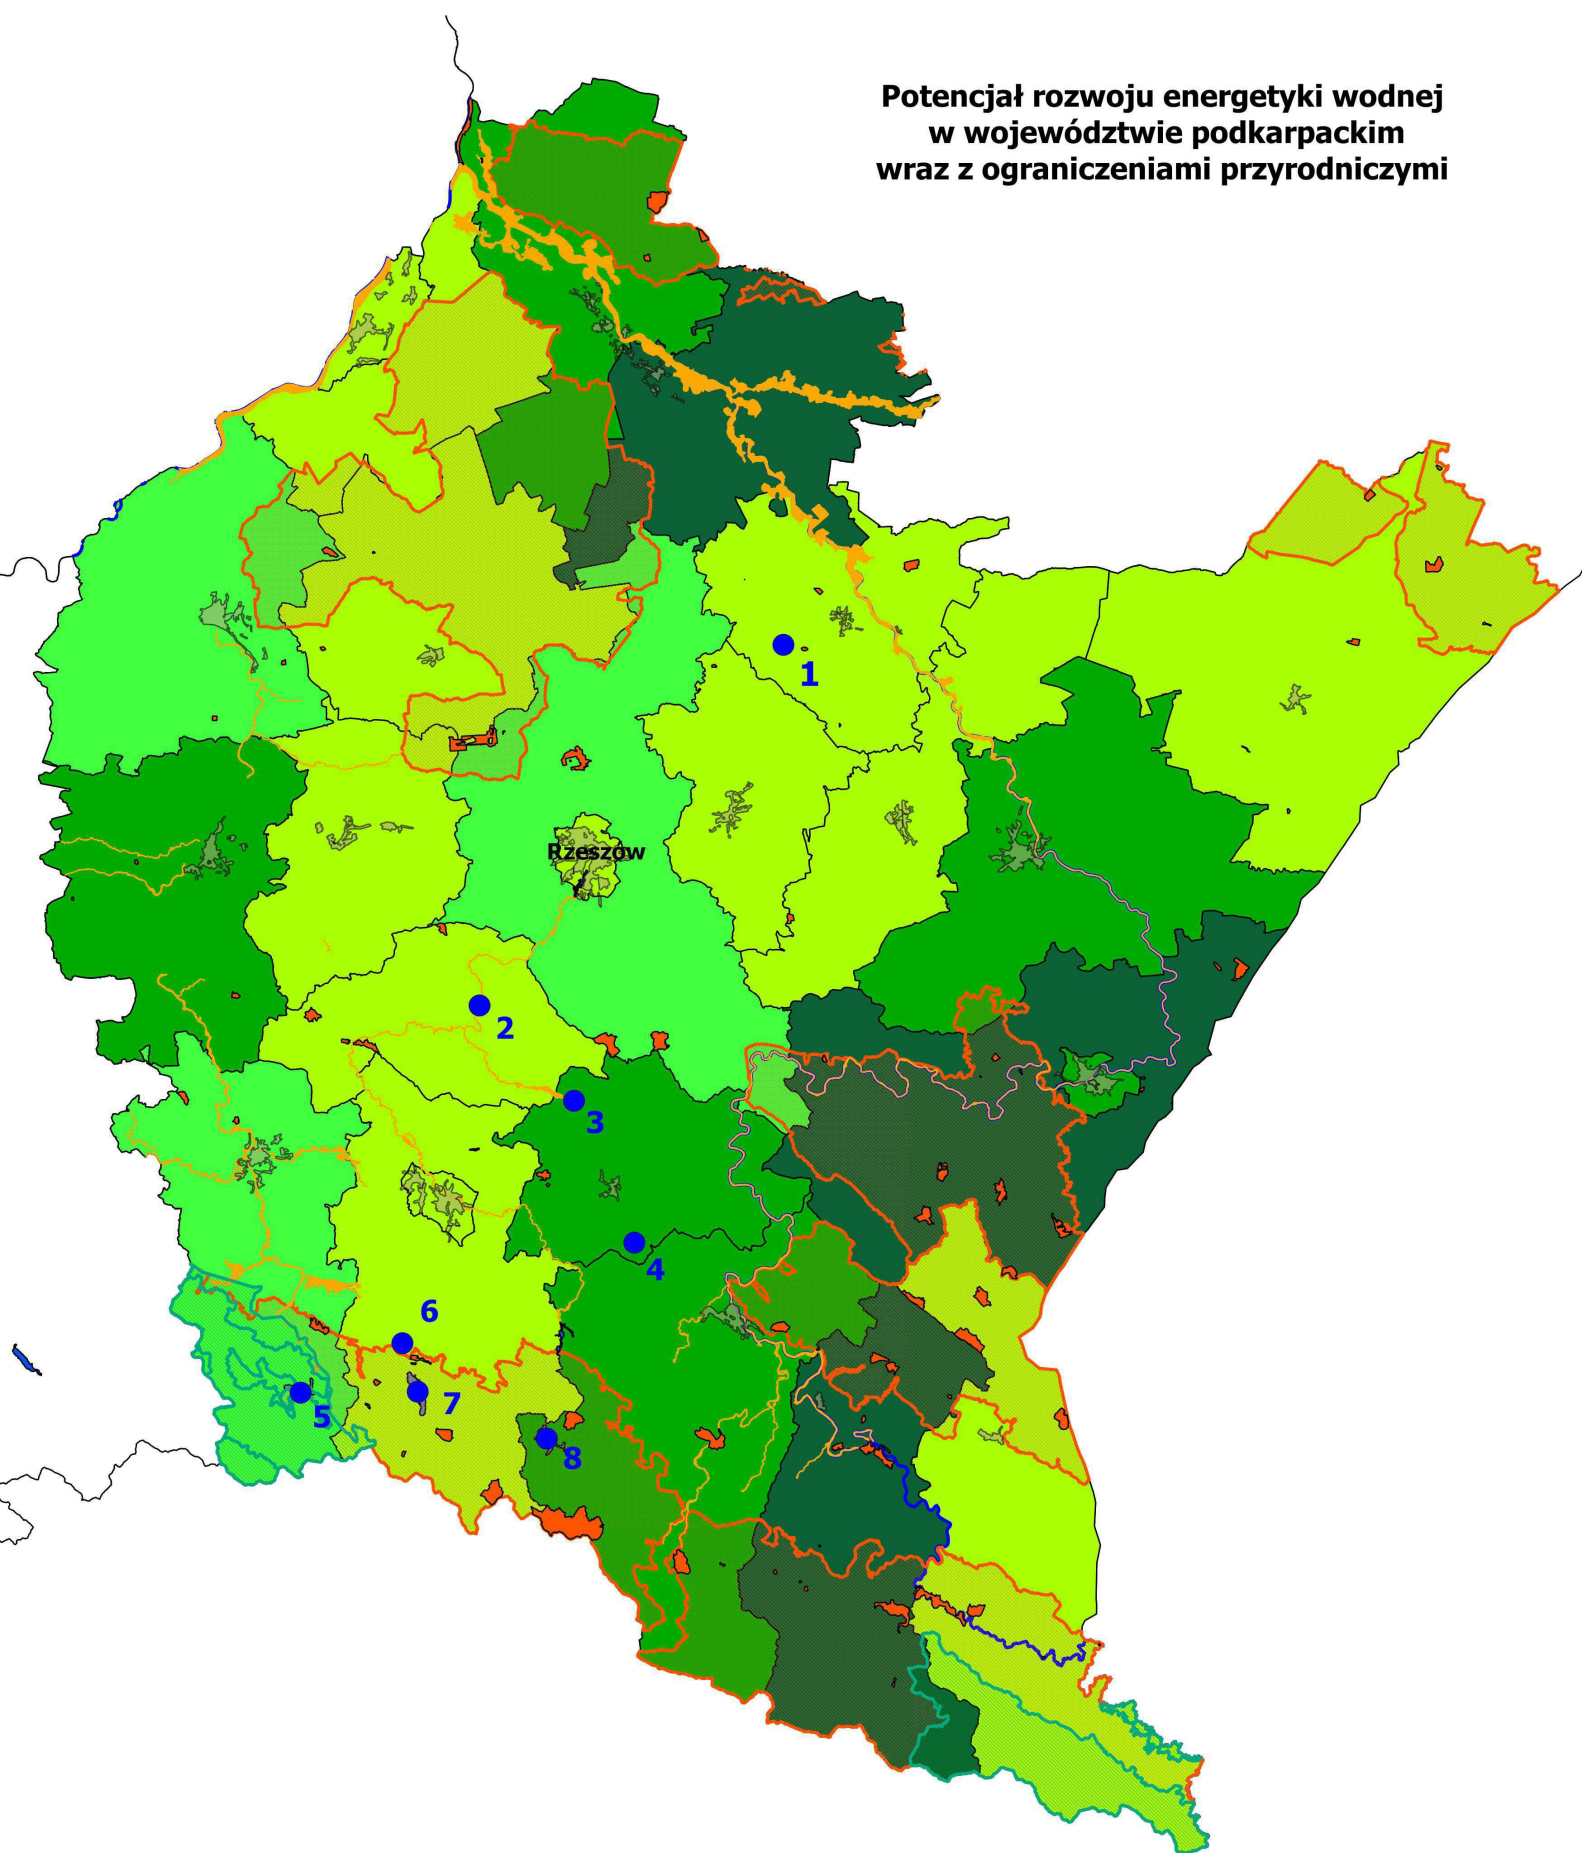 Potencjał rozwoju energetyki wodnej
w województwie podkarpackim
wraz z ograniczeniami przyrodniczymi
1
Rzeszów
2
3
4
6
7
5
8